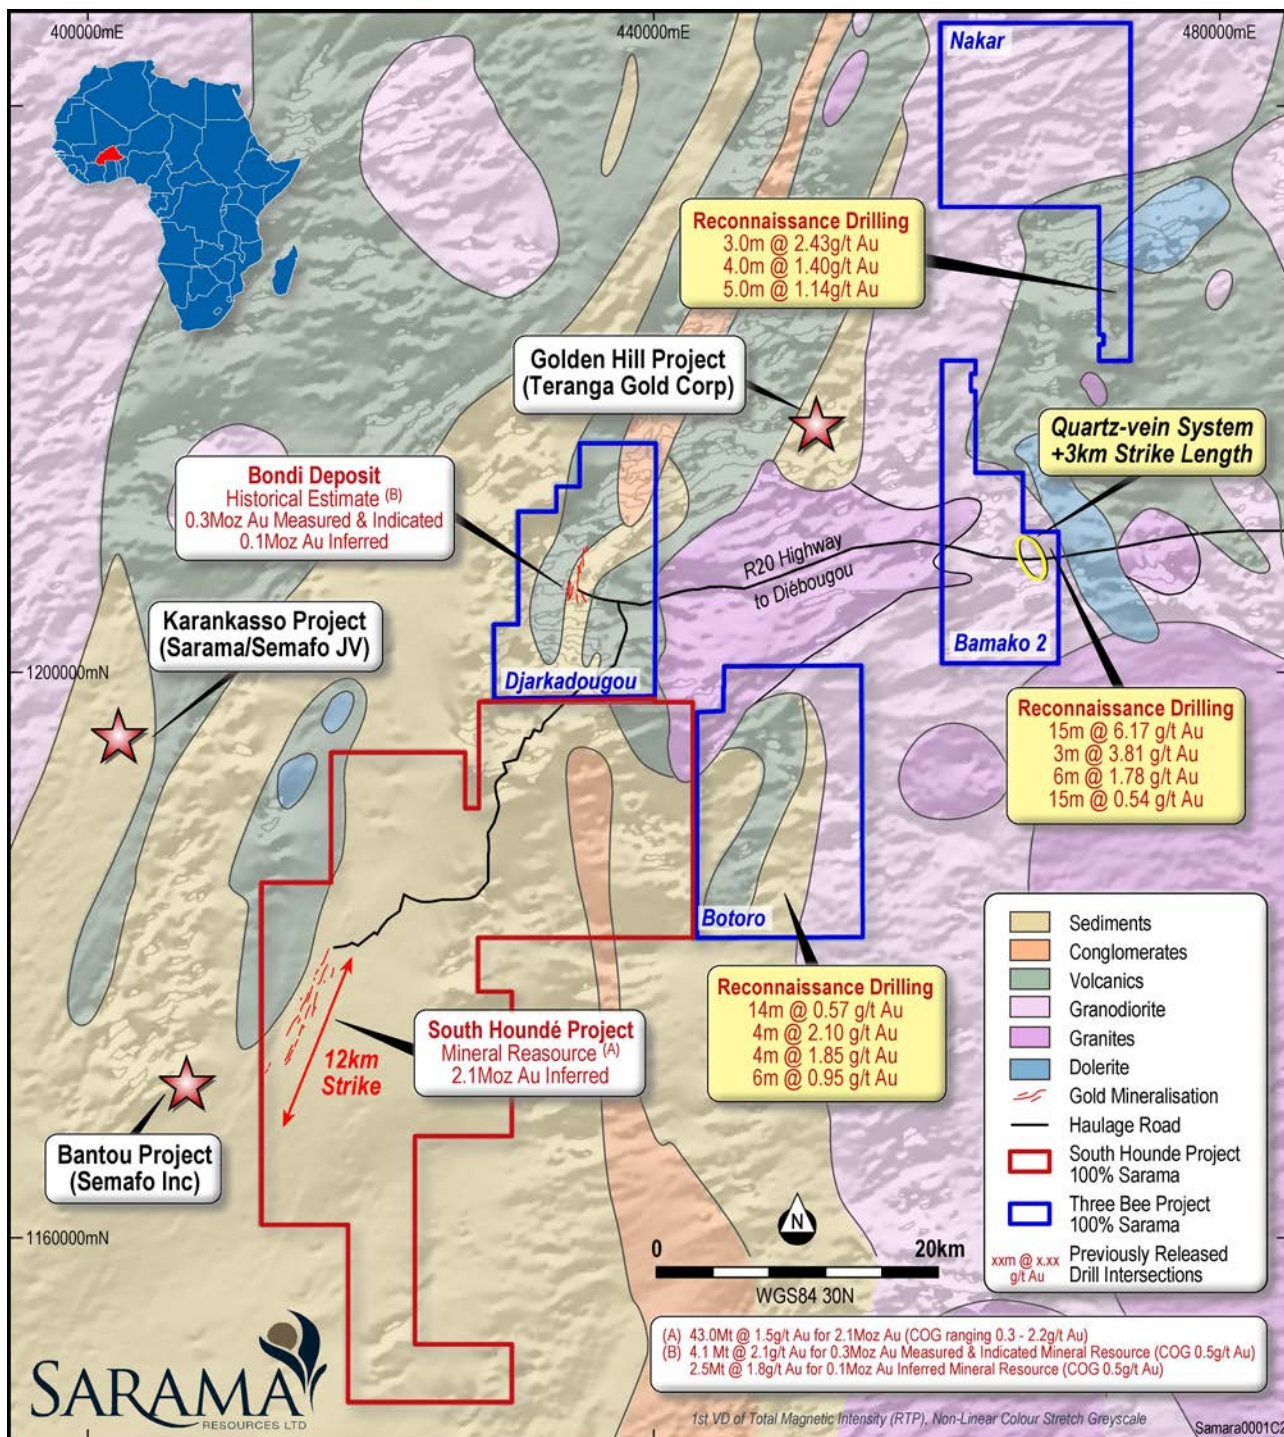 400000mE
440000mE
480000mE
Nakar
Reconnaissance Drilling
3.0m @ 2.43g/t Au
4.0m @ 1.40g/t Au
5.0m @ 1.14g/t Au
Golden Hill Project
(Teranga Gold Corp)
Quartz-vein System
+3km Strike Length
Bondi Deposit
Historical Estimate (B)
0.3Moz Au Measured & Indicated
0.1Moz Au Inferred
R20 Highway
to Diébougou
Karankasso Project
(Sarama/Semafo JV)
Bamako 2
1200000mN
Djarkadougou
Reconnaissance Drilling
15m @ 6.17 g/t Au
3m @ 3.81 g/t Au
6m @ 1.78 g/t Au
15m @ 0.54 g/t Au
Botoro
Sediments
Conglomerates
Volcanics
Granodiorite
Granites
Dolerite
Gold Mineralisation
Haulage Road
South Hounde Project
100% Sarama
Three Bee Project
100% Sarama
xxm @ x.xx
g/t Au
Previously Released
Drill Intersections
Reconnaissance Drilling
14m @ 0.57 g/t Au
4m @ 2.10 g/t Au
4m @ 1.85 g/t Au
6m @ 0.95 g/t Au
South Houndé Project
Mineral Reasource (A)
2.1Moz Au Inferred
12km
Strike
Bantou Project
(Semafo Inc)
1160000mN
N
0
20km
WGS84 30N
(A) 43.0Mt @ 1.5g/t Au for 2.1Moz Au (COG ranging 0.3 - 2.2g/t Au)
(B) 4.1 Mt @ 2.1g/t Au for 0.3Moz Au Measured & Indicated Mineral Resource (COG 0.5g/t Au)
2.5Mt @ 1.8g/t Au for 0.1Moz Au Inferred Mineral Resource (COG 0.5g/t Au)
SARAMA
RESOURCES LTD
1st VD of Total Magnetic Intensity (RTP), Non-Linear Colour Stretch Greyscale
Samara0001C2